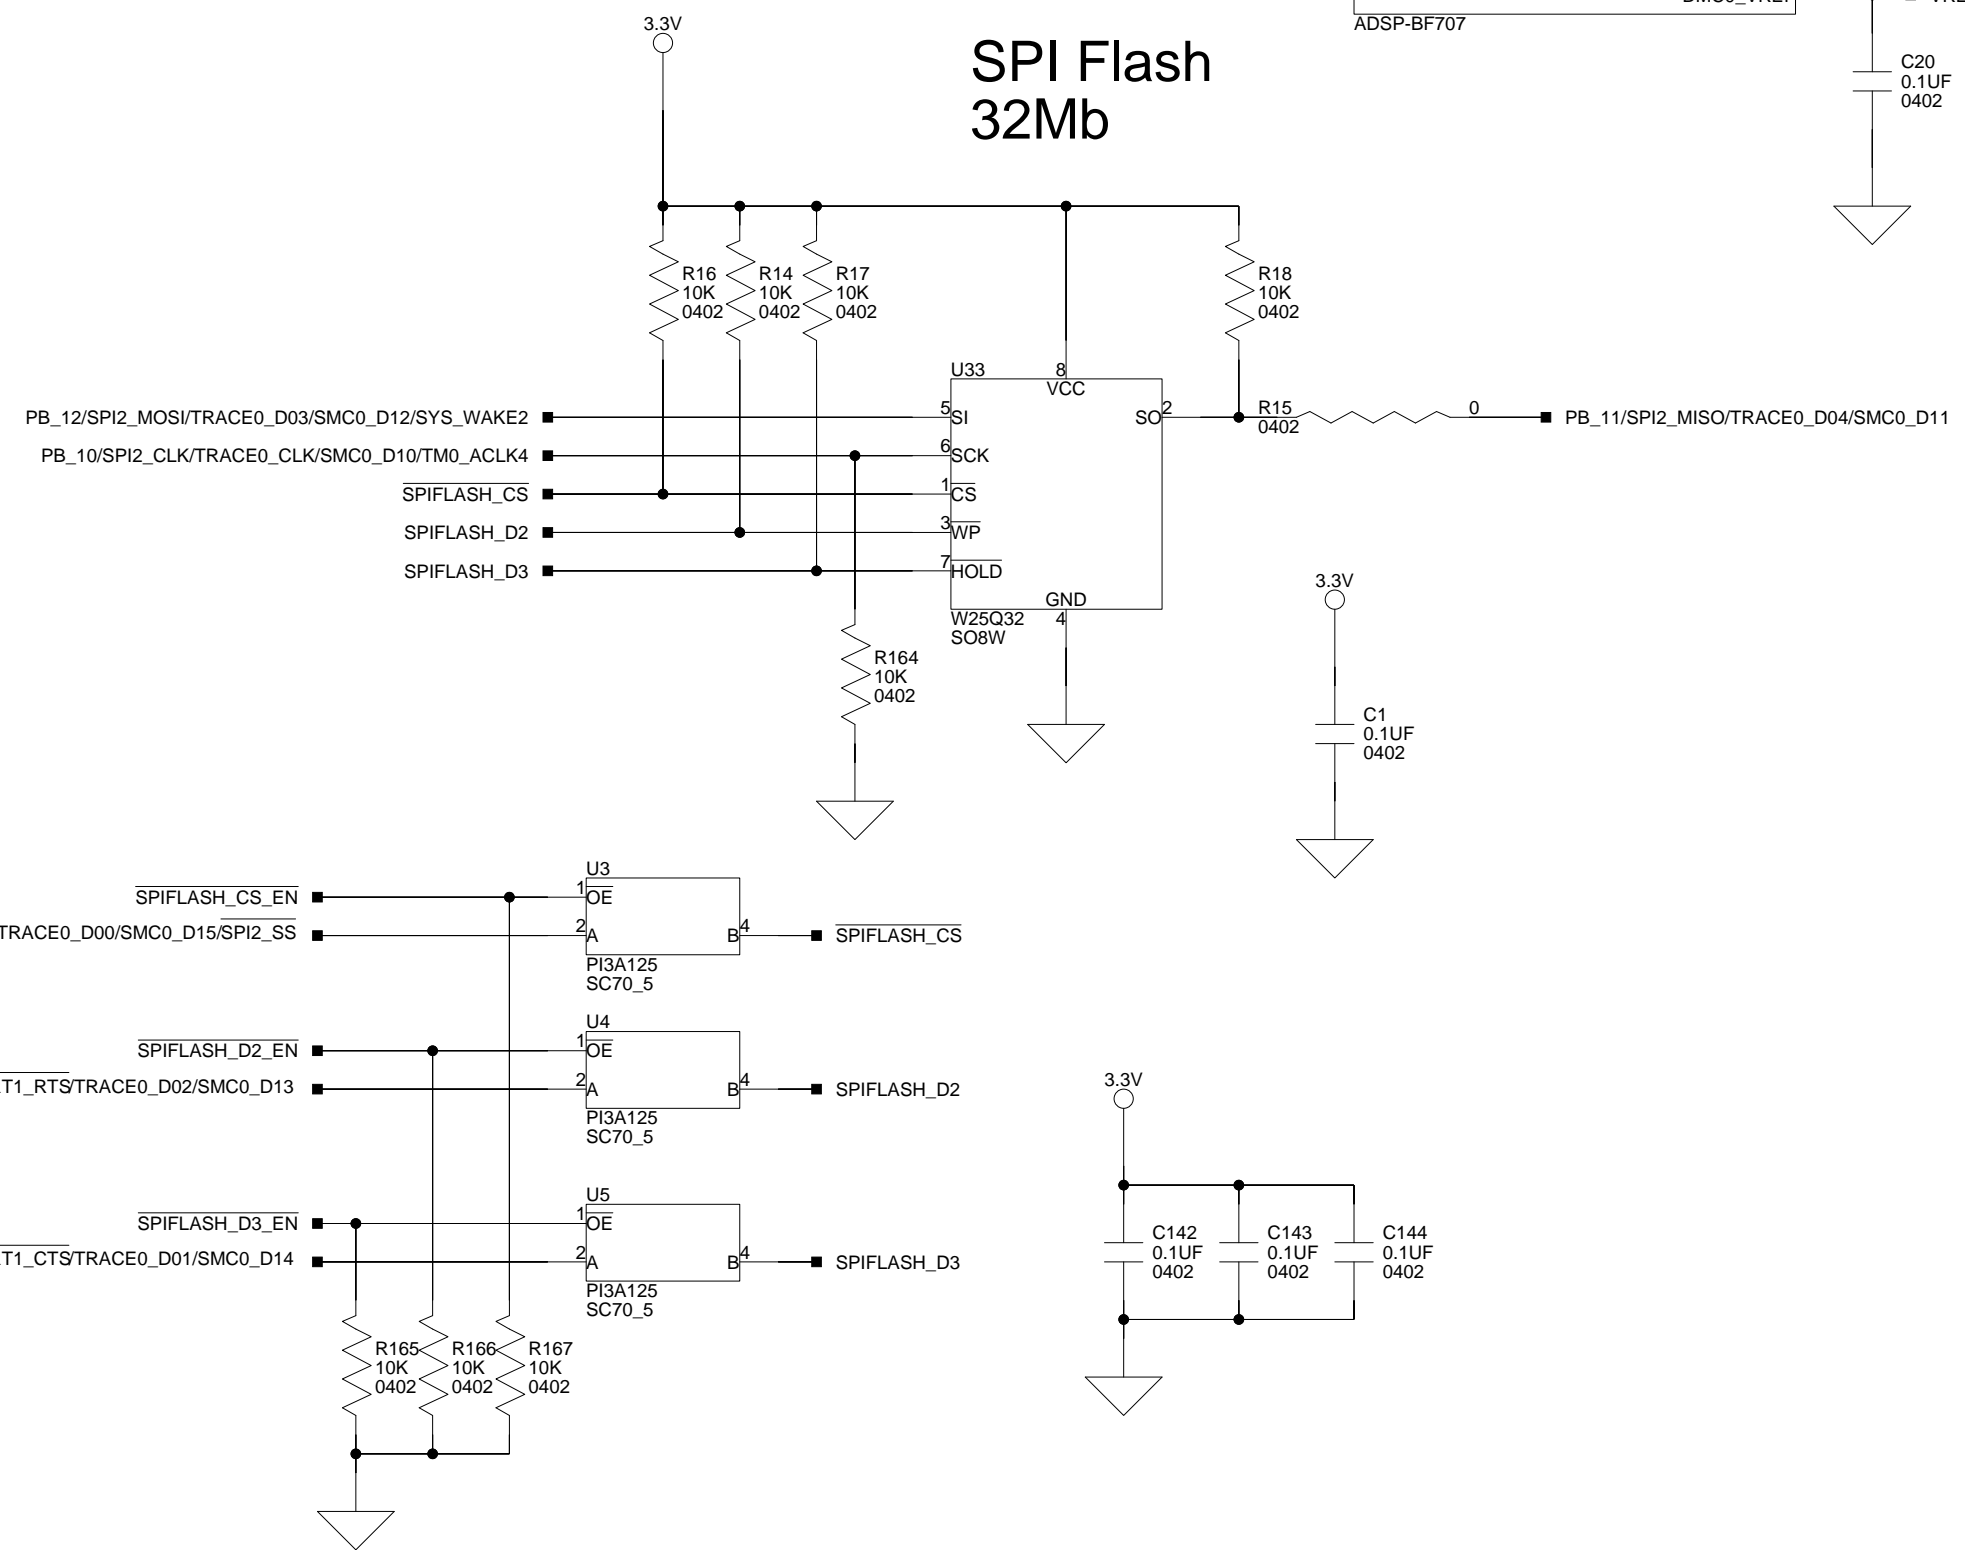 ADSP-BF707
C20
0.1UF
0402
3.3V
SPI Flash
32Mb
R16
10K
0402
R14
10K
0402
R17
10K
0402
R18
10K
0402
U33
8
VCC
PB_12/SPI2_MOSI/TRACE0_D03/SMC0_D12/SYS_WAKE2
5
SI
SO
2
R15
0402
0
PB_11/SPI2_MISO/TRACE0_D04/SMC0_D11
PB_10/SPI2_CLK/TRACE0_CLK/SMC0_D10/TM0_ACLK4
6
SCK
SPIFLASH_CS
1
CS
SPIFLASH_D2
3
WP
SPIFLASH_D3
7
HOLD
GND
4
W25Q32
SO8W
R164
10K
0402
3.3V
C1
0.1UF
0402
U3
SPIFLASH_CS_EN
1
OE
TRACE0_D00/SMC0_D15/SPI2_SS
2
A
B
4
SPIFLASH_CS
PI3A125
SC70_5
U4
SPIFLASH_D2_EN
1
OE
T1_RTS/TRACE0_D02/SMC0_D13
2
A
B
4
SPIFLASH_D2
PI3A125
SC70_5
U5
SPIFLASH_D3_EN
1
OE
T1_CTS/TRACE0_D01/SMC0_D14
2
A
B
4
SPIFLASH_D3
PI3A125
SC70_5
R165
10K
0402
R166
10K
0402
R167
10K
0402
3.3V
C142
0.1UF
0402
C143
0.1UF
0402
C144
0.1UF
0402